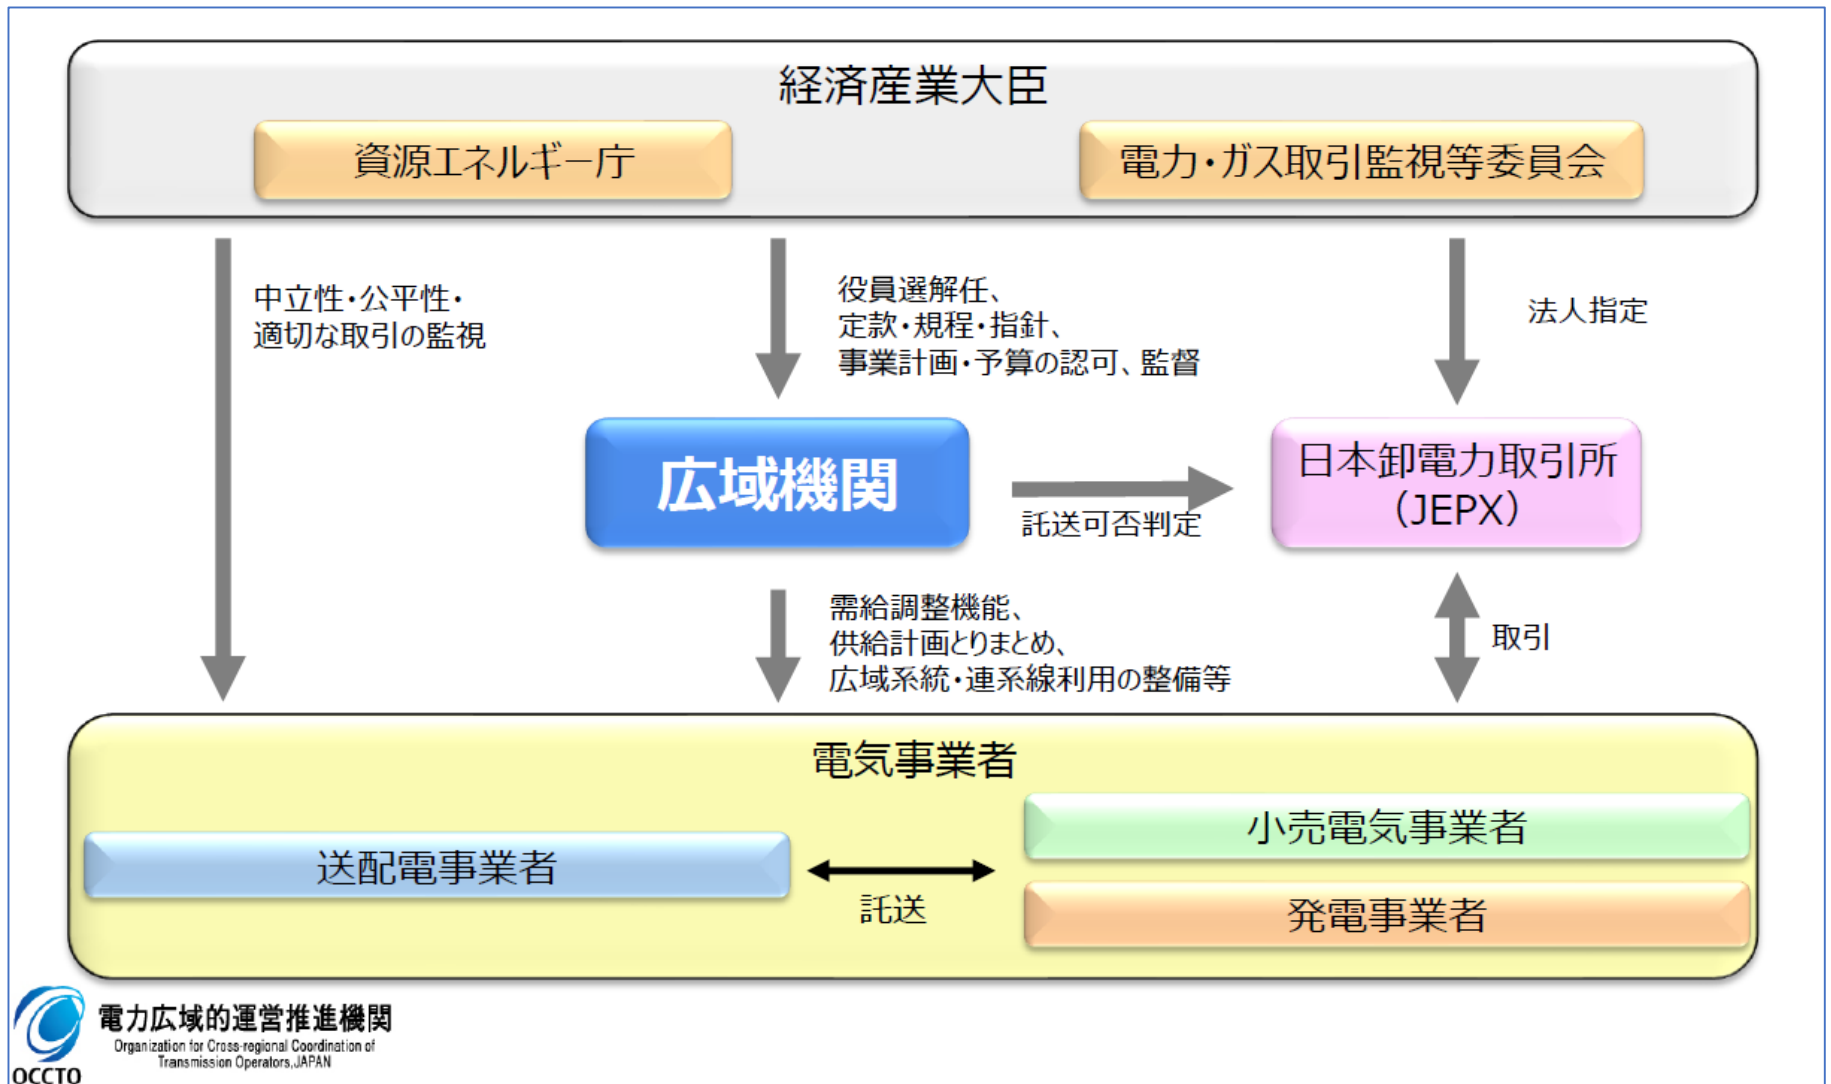 経済産業大臣
資源エネルギー庁
電力・ガス取引監視等委員会
中立性・公平性・
適切な取引の監視
役員選解任、
定款・規程・指針、
事業計画・予算の認可、監督
法人指定
広域機関
託送可否判定
日本卸電力取引所
（JEPX）
需給調整機能、
供給計画とりまとめ、
広域系統・連系線利用の整備等
取引
電気事業者
送配電事業者
託送
小売電気事業者
発電事業者
電力広域的運営推進機関
Organization for Cross-regional Coordination of
Transmission Operators,JAPAN
OCCTO